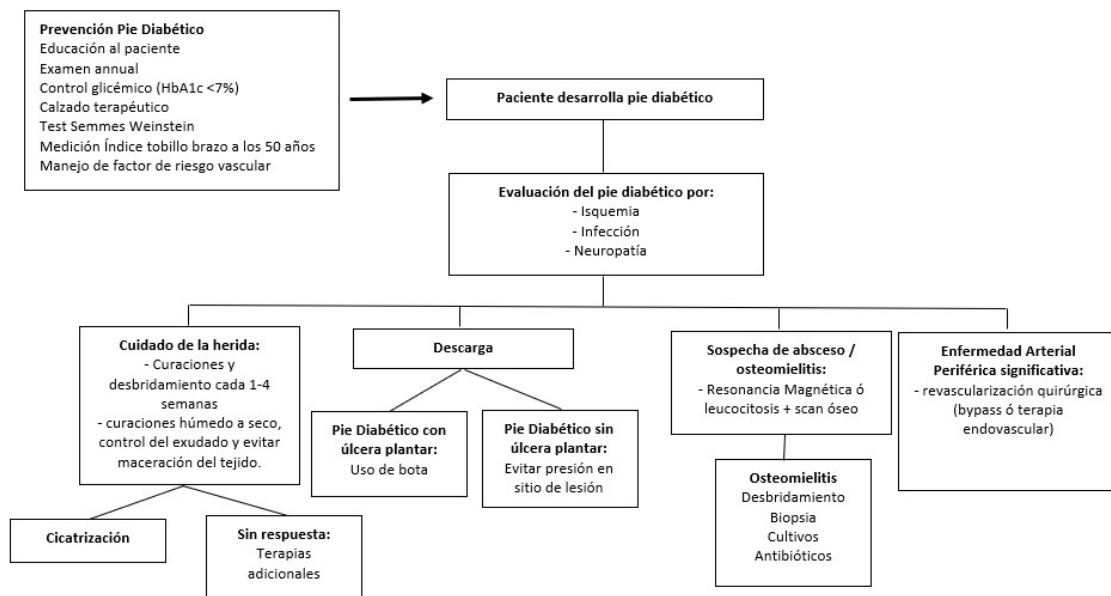 Prevención Pie Diabético
Educación al paciente
Examen annual
Control glicémico (HbA1c <7%)
Calzado terapéutico
Test Semmes Weinstein
Medición Índice tobillo brazo a los 50 años
Manejo de factor de riesgo vascular
Paciente desarrolla pie diabético
Evaluación del pie diabético por:
- Isquemia
- Infección
- Neuropatía
Cuidado de la herida:
- Curaciones y
desbridamiento cada 1-4
semanas
- curaciones húmedo a seco,
control del exudado y evitar
maceración del tejido.
Cicatrización
Sin respuesta:
Terapias
adicionales
Descarga
Pie Diabético con
úlcera plantar:
Uso de bota
Pie Diabético sin
úlcera plantar:
Evitar presión en
sitio de lesión
Sospecha de absceso /
osteomielitis:
- Resonancia Magnética ó
leucocitosis + scan óseo
Osteomielitis
Desbridamiento
Biopsia
Cultivos
Antibióticos
Enfermedad Arterial
Periférica significativa:
- revascularización quirúrgica
(bypass ó terapia
endovascular)